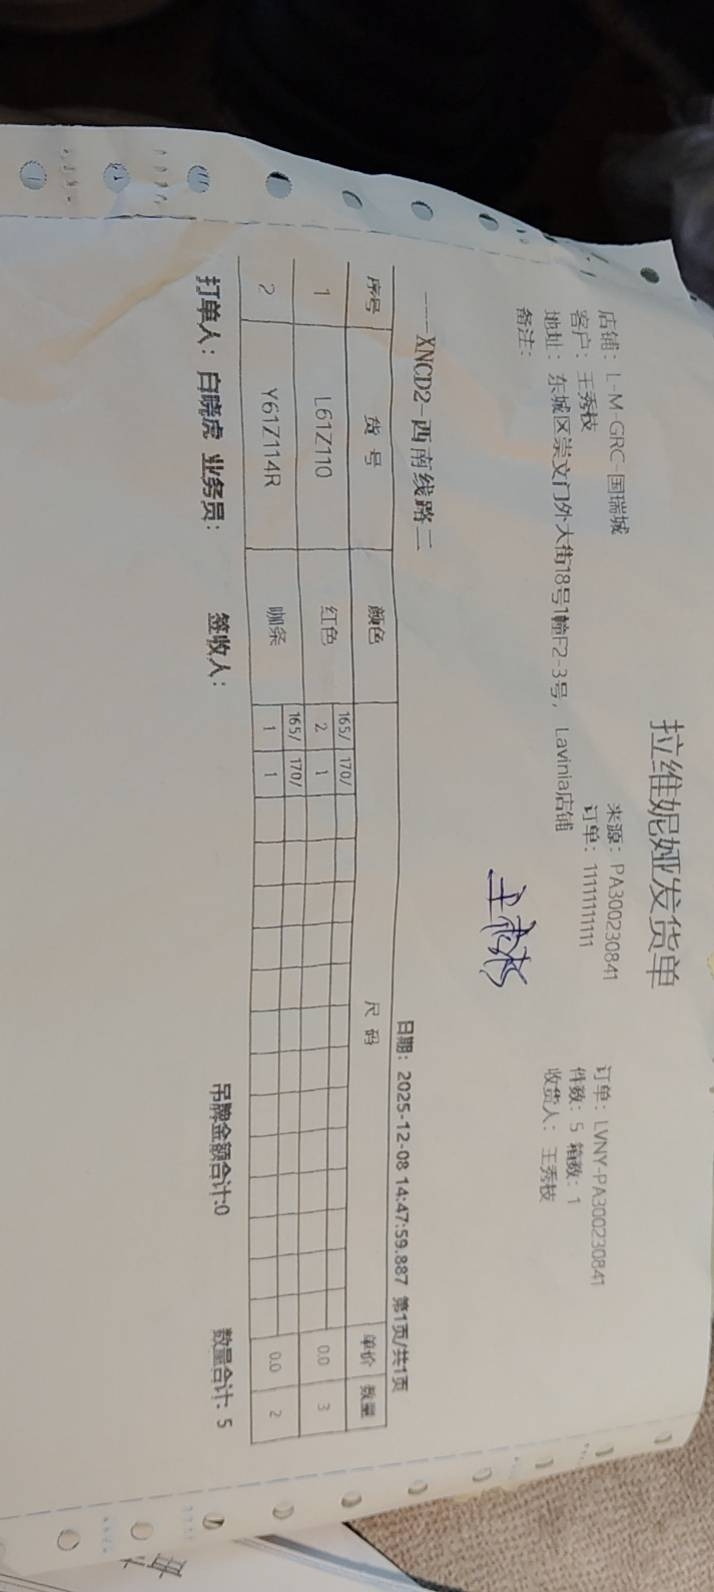 拉维妮娅发货单
店铺：L-M-GRC-国瑞城 来源：PA300230841 订单：LVNY-PA300230841
客户：王秀枝 订单：11111111111 件数：5 箱数：1
地址：东城区崇文门外大街18号1幢F2-3号，Lavinia店铺 收货人：王秀枝
备注：
王秀枝
——XNCD2-西南线路二 日期：2025-12-08 14:47:59.887 第1页/共1页
序号 货号 颜色 尺码 单价 数量
165/ 170/
1 L61Z110 红色 2 1 0.0 3
165/ 170/
2 Y61Z114R 咖条 1 1 0.0 2
打单人：白晓虎 业务员： 签收人： 吊牌金额合计:0 数量合计：5